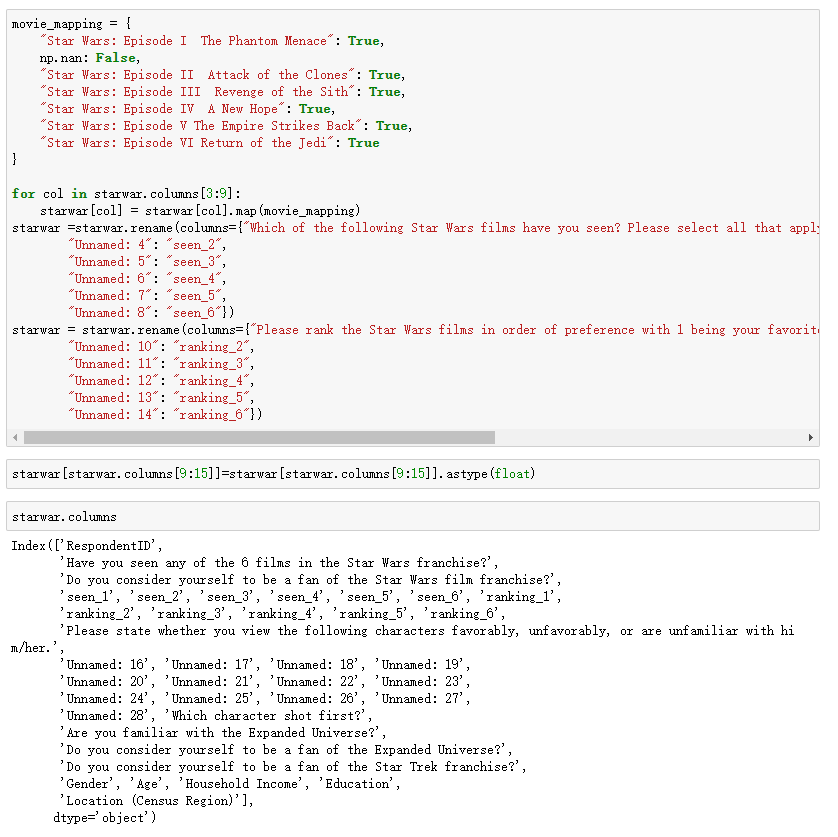 movie_mapping = {
    "Star Wars: Episode I  The Phantom Menace": True,
    np.nan: False,
    "Star Wars: Episode II  Attack of the Clones": True,
    "Star Wars: Episode III  Revenge of the Sith": True,
    "Star Wars: Episode IV  A New Hope": True,
    "Star Wars: Episode V The Empire Strikes Back": True,
    "Star Wars: Episode VI Return of the Jedi": True
}
for col in starwar.columns[3:9]:
    starwar[col] = starwar[col].map(movie_mapping)
starwar =starwar.rename(columns={"Which of the following Star Wars films have you seen? Please select all that apply
        "Unnamed: 4": "seen_2",
        "Unnamed: 5": "seen_3",
        "Unnamed: 6": "seen_4",
        "Unnamed: 7": "seen_5",
        "Unnamed: 8": "seen_6"})
starwar = starwar.rename(columns={"Please rank the Star Wars films in order of preference with 1 being your favorite
        "Unnamed: 10": "ranking_2",
        "Unnamed: 11": "ranking_3",
        "Unnamed: 12": "ranking_4",
        "Unnamed: 13": "ranking_5",
        "Unnamed: 14": "ranking_6"})
starwar[starwar.columns[9:15]]=starwar[starwar.columns[9:15]].astype(float)
starwar.columns
Index(['RespondentID',
       'Have you seen any of the 6 films in the Star Wars franchise?',
       'Do you consider yourself to be a fan of the Star Wars film franchise?',
       'seen_1', 'seen_2', 'seen_3', 'seen_4', 'seen_5', 'seen_6', 'ranking_1',
       'ranking_2', 'ranking_3', 'ranking_4', 'ranking_5', 'ranking_6',
       'Please state whether you view the following characters favorably, unfavorably, or are unfamiliar with hi
m/her.',
       'Unnamed: 16', 'Unnamed: 17', 'Unnamed: 18', 'Unnamed: 19',
       'Unnamed: 20', 'Unnamed: 21', 'Unnamed: 22', 'Unnamed: 23',
       'Unnamed: 24', 'Unnamed: 25', 'Unnamed: 26', 'Unnamed: 27',
       'Unnamed: 28', 'Which character shot first?',
       'Are you familiar with the Expanded Universe?',
       'Do you consider yourself to be a fan of the Expanded Universe?',
       'Do you consider yourself to be a fan of the Star Trek franchise?',
       'Gender', 'Age', 'Household Income', 'Education',
       'Location (Census Region)'],
      dtype='object')